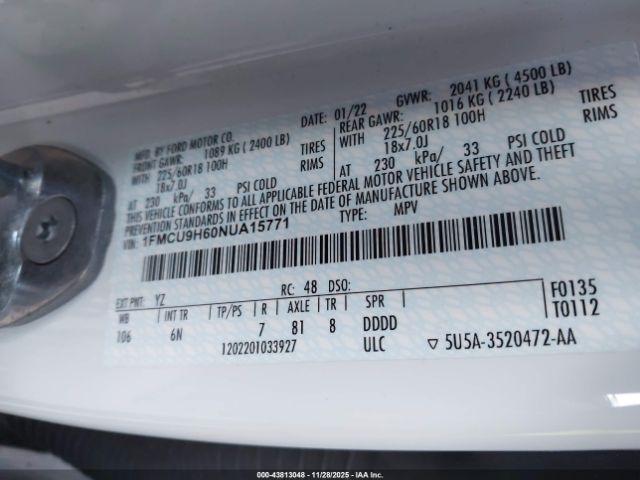 MFD. BY FORD MOTOR CO.
DATE: 01/22 GVWR: 2041 KG ( 4500 LB)
FRONT GAWR: 1089 KG ( 2400 LB) REAR GAWR: 1016 KG ( 2240 LB)
WITH 225/60R18 100H TIRES WITH 225/60R18 100H TIRES
18x7.0J RIMS 18x7.0J RIMS
AT 230 kPa/ 33 PSI COLD AT 230 kPa/ 33 PSI COLD
THIS VEHICLE CONFORMS TO ALL APPLICABLE FEDERAL MOTOR VEHICLE SAFETY AND THEFT
PREVENTION STANDARDS IN EFFECT ON THE DATE OF MANUFACTURE SHOWN ABOVE.
VIN: 1FMCU9H60NUA15771 TYPE: MPV
EXT PNT: YZ RC: 48 DSO: F0135
WB INT TR TP/PS R AXLE TR SPR T0112
106 6N 7 81 8 DDDD
1202201033927 ULC ▽ 5U5A-3520472-AA
000-43813048 - 11/28/2025 - IAAI.com